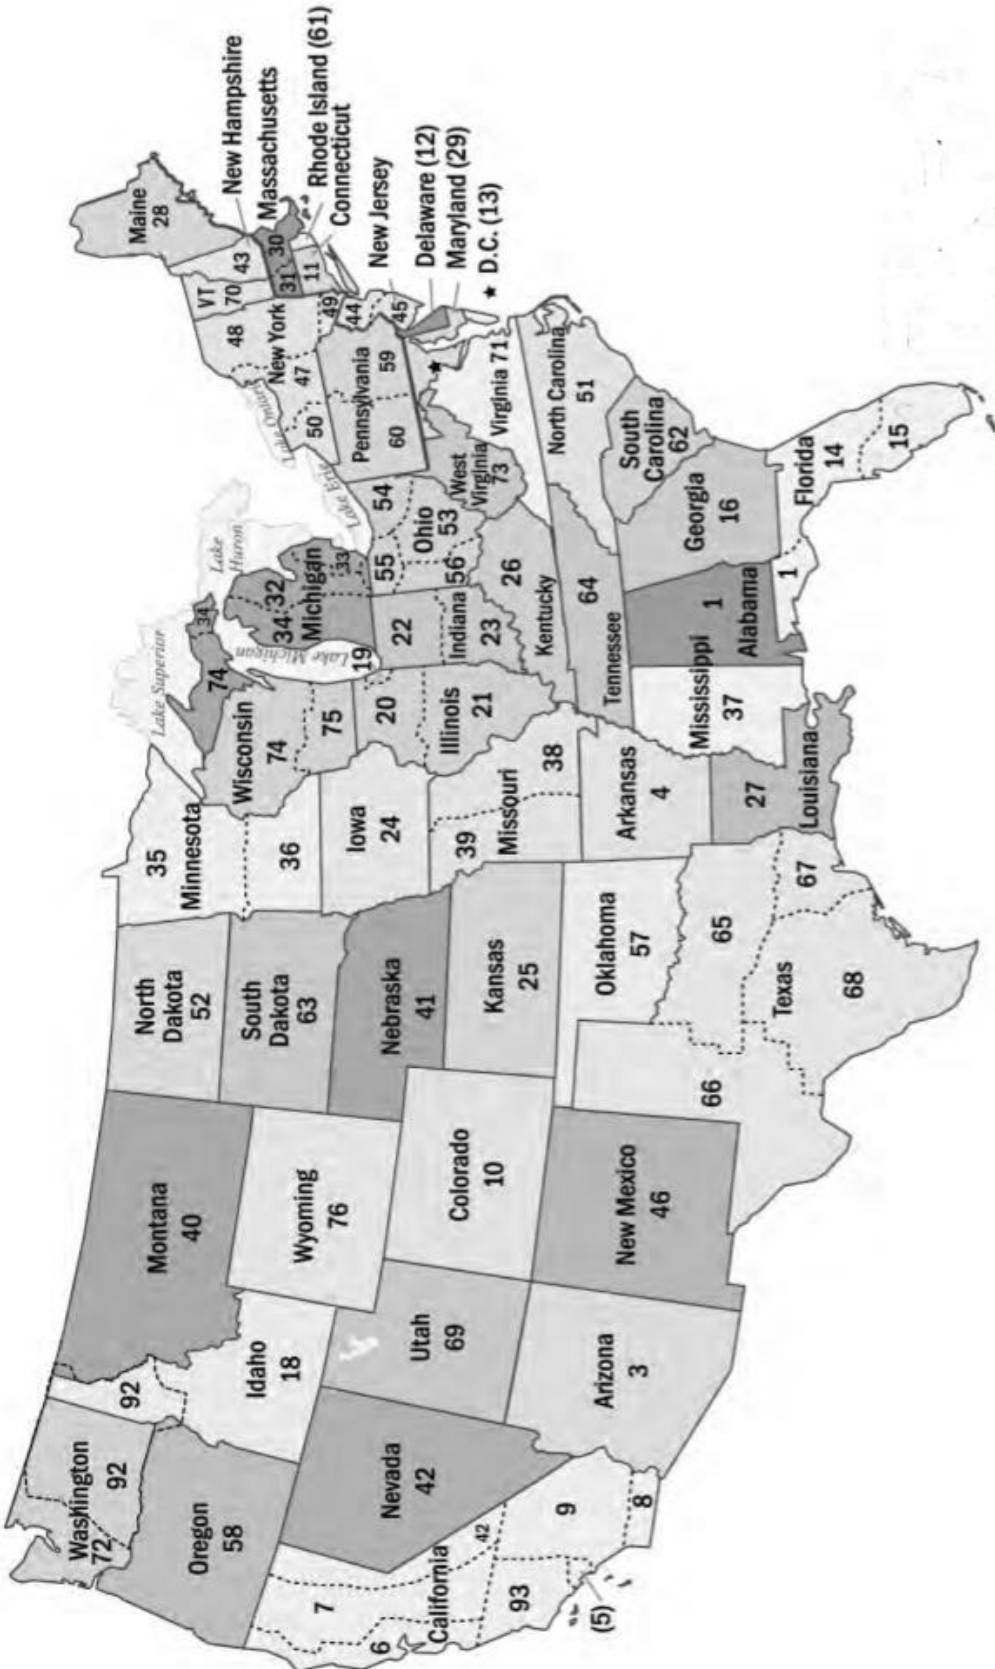 Washington
92
72
92
Oregon
58
Idaho
18
Montana
40
Wyoming
76
Nevada
42
Utah
69
California
7
6
42
93
(5)
9
8
Arizona
3
Colorado
10
New Mexico
46
North
Dakota
52
South
Dakota
63
Nebraska
41
Kansas
25
Oklahoma
57
Texas
65
66
67
68
35
Minnesota
36
Iowa
24
39
Missouri
38
Arkansas
4
27
Louisiana
Wisconsin
74
75
74
34
34
32
33
Michigan
19
20
Illinois
21
22
Indiana
23
55
54
Ohio
53
56
26
Kentucky
64
Tennessee
Mississippi
37
1
Alabama
1
Georgia
16
Florida
14
15
South
Carolina
62
North Carolina
51
Virginia 71
West
Virginia
73
Pennsylvania
60
59
50
47
New York
48
49
44
45
VT
70
43
31
30
11
Maine
28
New Hampshire
Massachusetts
Rhode Island (61)
Connecticut
New Jersey
Delaware (12)
Maryland (29)
D.C. (13)
Lake Superior
Lake Michigan
Lake
Huron
Lake Erie
Lake Ontario